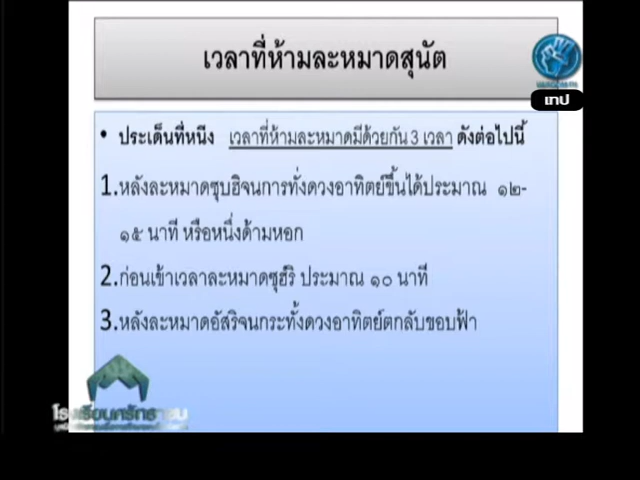 เวลาที่ห้ามละหมาดสุนัต
เทป
• ประเด็นที่หนึ่ง เวลาที่ห้ามละหมาดมีด้วยกัน 3 เวลา ดังต่อไปนี้
1.หลังละหมาดซุบฮิจนการทั่งดวงอาทิตย์ขึ้นได้ประมาณ ๑๒-
๑๕ นาที หรือหนึ่งด้ามหอก
2.ก่อนเข้าเวลาละหมาดซุฮ์ริ ประมาณ ๑๐ นาที
3.หลังละหมาดอัสริจนกระทั้งดวงอาทิตย์ตกลับขอบฟ้า